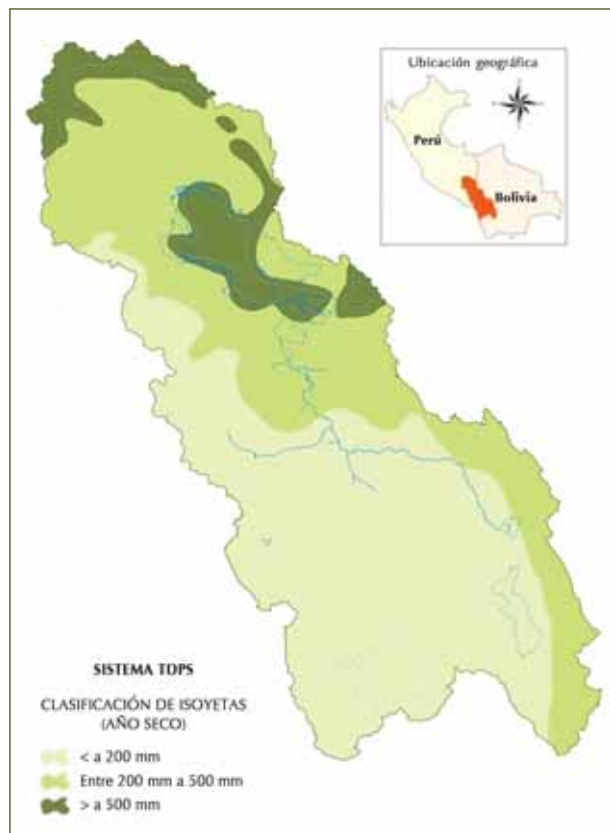 Ubicación geográfica
Perú
Bolivia
SISTEMA TDPS
CLASIFICACIÓN DE ISOYETAS
(AÑO SECO)
< a 200 mm
Entre 200 mm a 500 mm
> a 500 mm